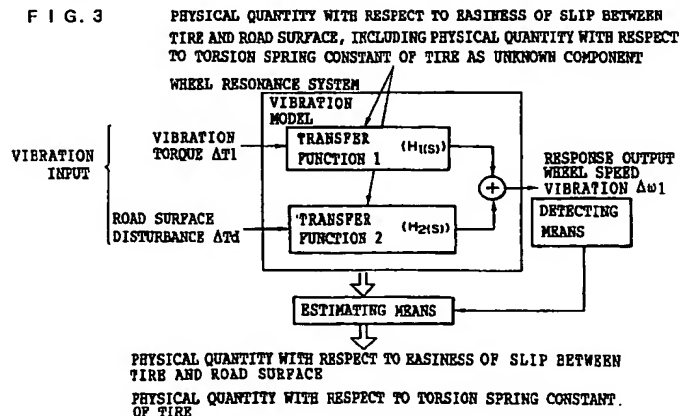 FIG.3
PHYSICAL QUANTITY WITH RESPECT TO EASINESS OF SLIP BETWEEN
TIRE AND ROAD SURFACE, INCLUDING PHYSICAL QUANTITY WITH RESPECT
TO TORSION SPRING CONSTANT OF TIRE AS UNKNOWN COMPONENT
WHEEL RESONANCE SYSTEM
VIBRATION
MODEL
VIBRATION
INPUT
VIBRATION
TORQUE ΔT1
TRANSFER
FUNCTION 1
(H1(S))
+
RESPONSE OUTPUT
WHEEL SPEED
VIBRATION Δω1
ROAD SURFACE
DISTURBANCE ΔTd
TRANSFER
FUNCTION 2
(H2(S))
DETECTING
MEANS
ESTIMATING MEANS
PHYSICAL QUANTITY WITH RESPECT TO EASINESS OF SLIP BETWEEN
TIRE AND ROAD SURFACE
PHYSICAL QUANTITY WITH RESPECT TO TORSION SPRING CONSTANT.
OF TIRE